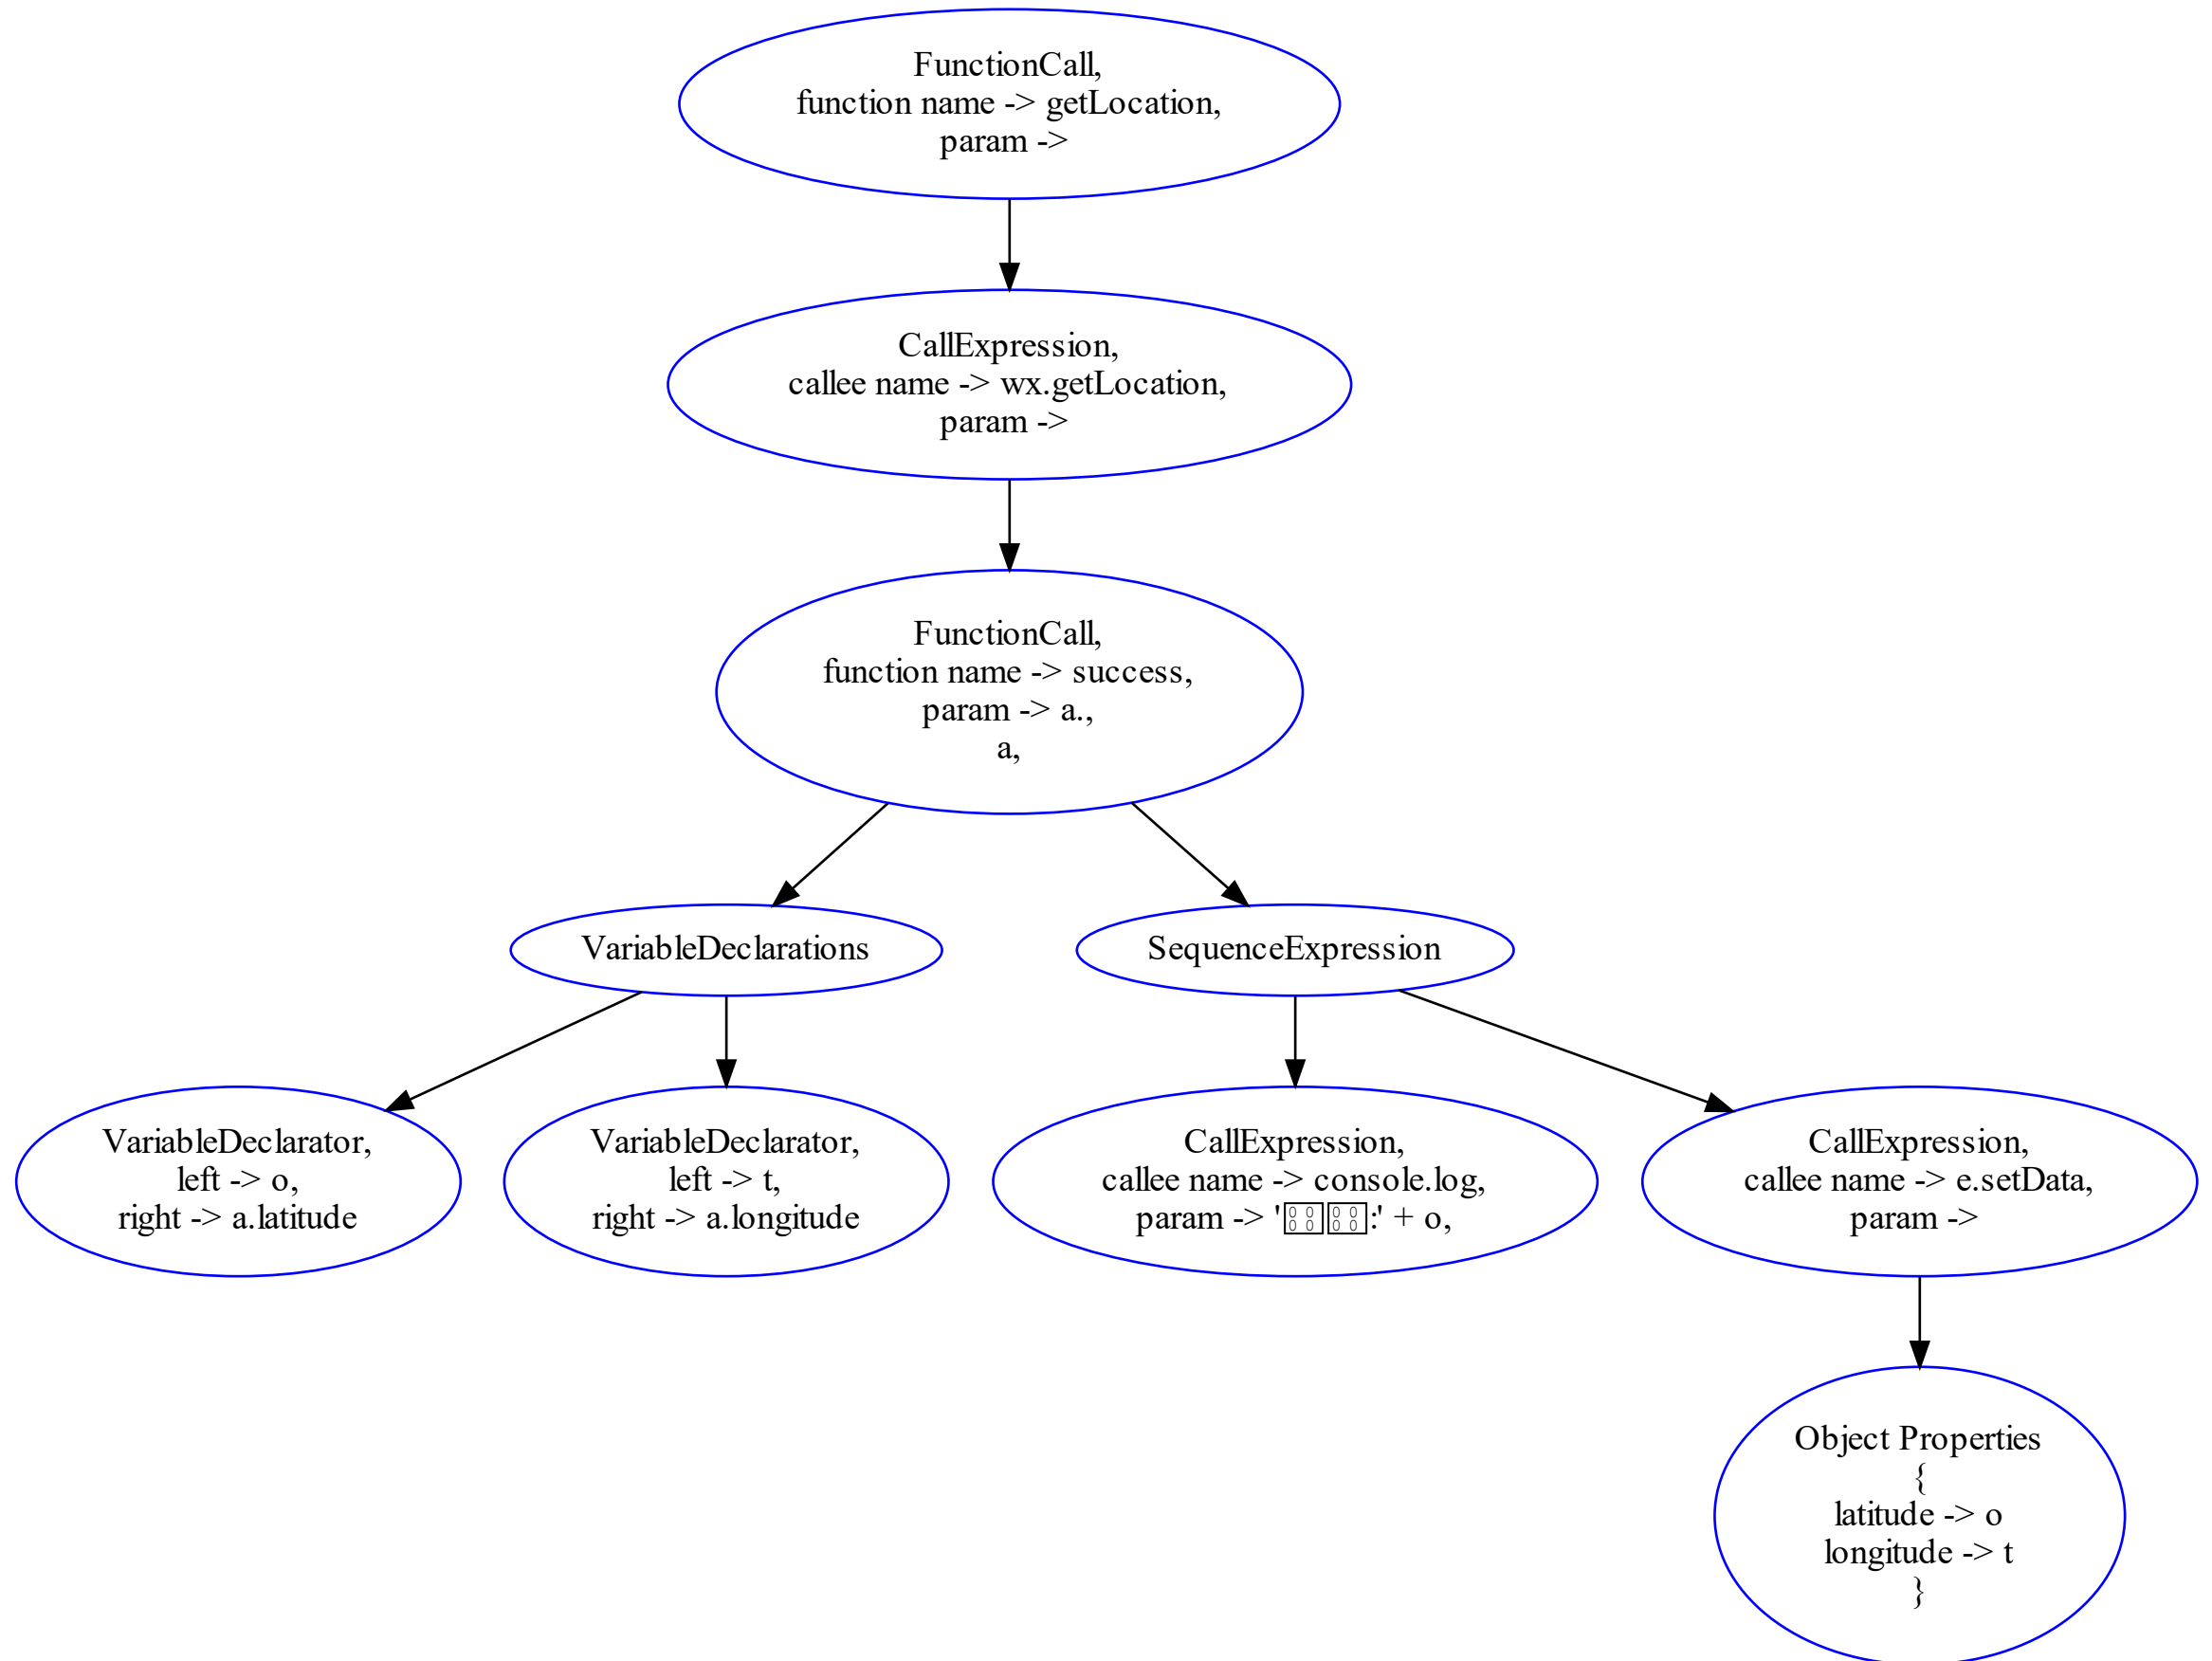 FunctionCall,
function name -> getLocation,
param ->
CallExpression,
callee name -> wx.getLocation,
param ->
FunctionCall,
function name -> success,
param -> a.,
a,
VariableDeclarations
SequenceExpression
VariableDeclarator,
left -> o,
right -> a.latitude
VariableDeclarator,
left -> t,
right -> a.longitude
CallExpression,
callee name -> console.log,
param -> ':' + o,
CallExpression,
callee name -> e.setData,
param ->
Object Properties
{
latitude -> o
longitude -> t
}